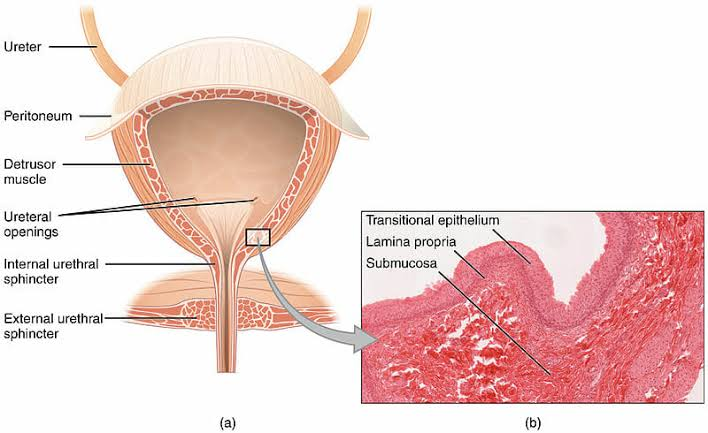 Ureter
Peritoneum
Detrusor
muscle
Ureteral
openings
Internal urethral
sphincter
External urethral
sphincter
Transitional epithelium
Lamina propria
Submucosa
(a)
(b)